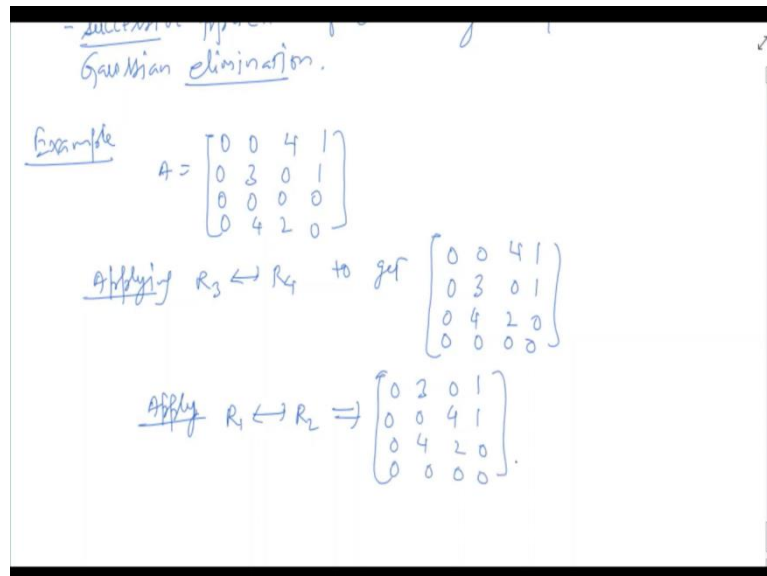 - successive
Gaussian elimination.
Example
A = [0 0 4 1
0 3 0 1
0 0 0 0
0 4 2 0]
Applying R3 ↔ R4 to get [0 0 4 1
0 3 0 1
0 4 2 0
0 0 0 0]
Apply R1 ↔ R2 ⇒ [0 3 0 1
0 0 4 1
0 4 2 0
0 0 0 0].